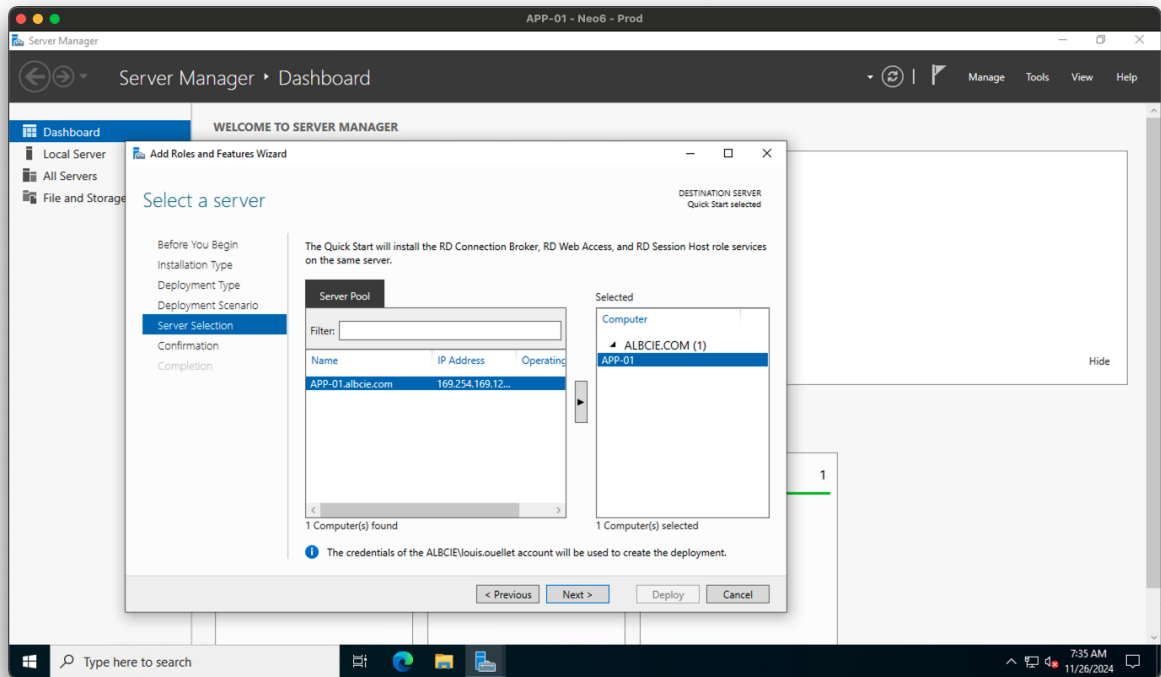 APP-01 - Neo6 - Prod
Server Manager
Server Manager • Dashboard
Manage Tools View Help
Dashboard
Local Server
All Servers
File and Storage
WELCOME TO SERVER MANAGER
Add Roles and Features Wizard
Select a server
DESTINATION SERVER
Quick Start selected
Before You Begin
Installation Type
Deployment Type
Deployment Scenario
Server Selection
Confirmation
Completion
The Quick Start will install the RD Connection Broker, RD Web Access, and RD Session Host role services
on the same server.
Server Pool
Filter:
Name IP Address Operating
APP-01.albcie.com 169.254.169.12...
1 Computer(s) found
Selected
Computer
ALBCIE.COM (1)
APP-01
1 Computer(s) selected
The credentials of the ALBCIE\louis.ouellet account will be used to create the deployment.
< Previous Next > Deploy Cancel
Hide
1
Type here to search
7:35 AM
11/26/2024